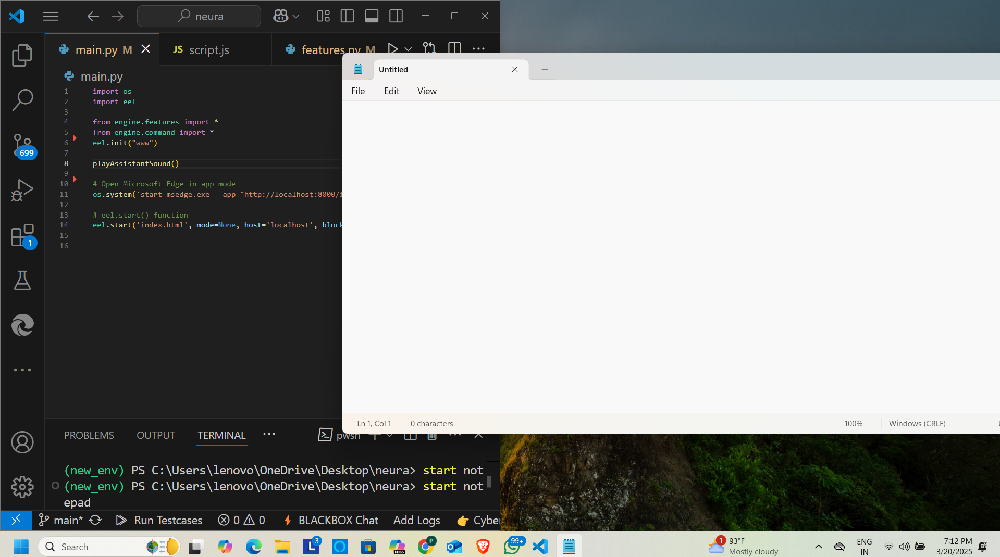 neura
main.py M
JS script.js
features.py M
main.py
1 import os
2 import eel
3
4 from engine.features import *
5 from engine.command import *
6 eel.init("www")
7
8 playAssistantSound()
9
10 # Open Microsoft Edge in app mode
11 os.system('start msedge.exe --app="http://localhost:8000/i
12
13 # eel.start() function
14 eel.start('index.html', mode=None, host='localhost', block
15
16
699
1
Untitled
File Edit View
Ln 1, Col 1 0 characters 100% Windows (CRLF)
PROBLEMS OUTPUT TERMINAL pwsh
(new_env) PS C:\Users\lenovo\OneDrive\Desktop\neura> start not
(new_env) PS C:\Users\lenovo\OneDrive\Desktop\neura> start not
epad
main* Run Testcases 0 0 BLACKBOX Chat Add Logs Cyber
Search
L 3
M365
P
99+
1
93°F
Mostly cloudy
ENG
IN
7:12 PM
3/20/2025